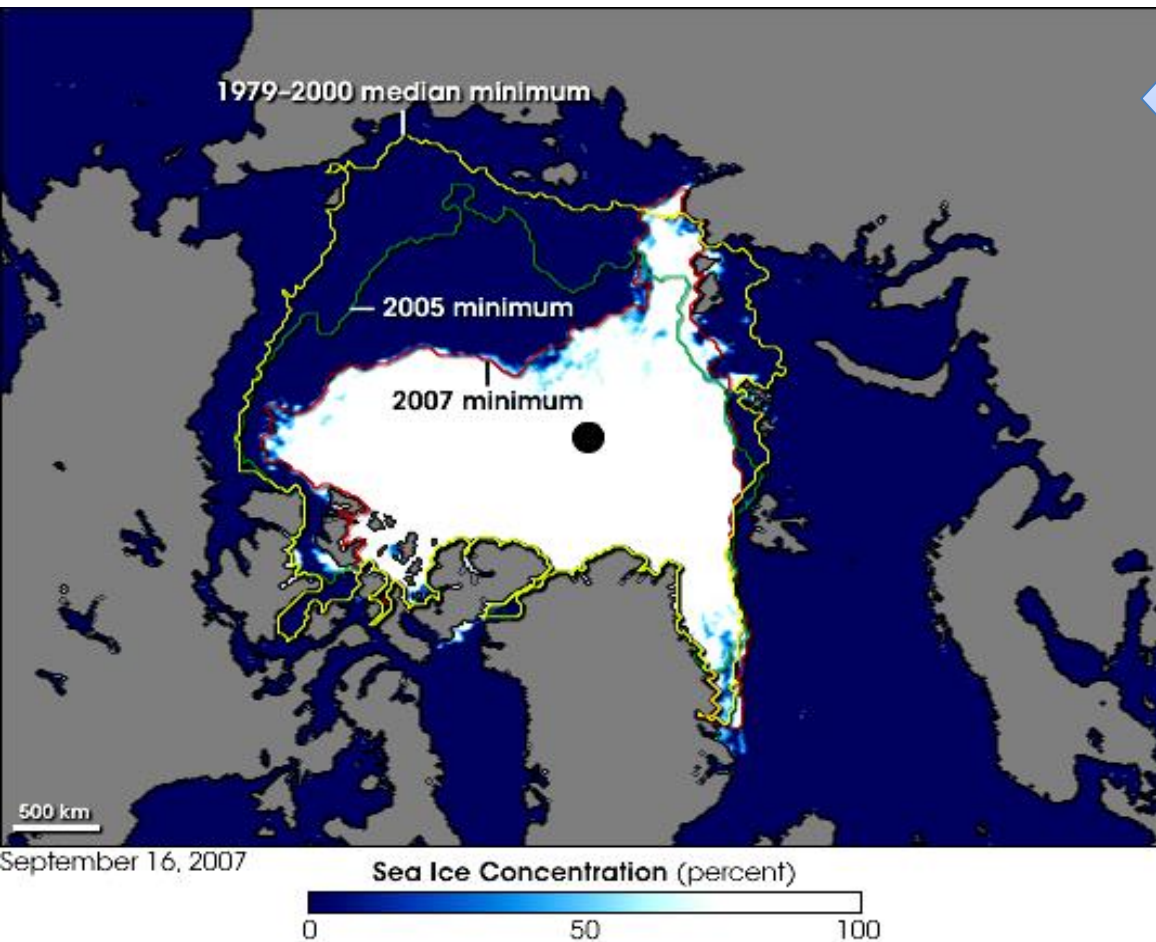 1979–2000 median minimum
2005 minimum
2007 minimum
500 km
September 16, 2007
Sea Ice Concentration (percent)
0 50 100